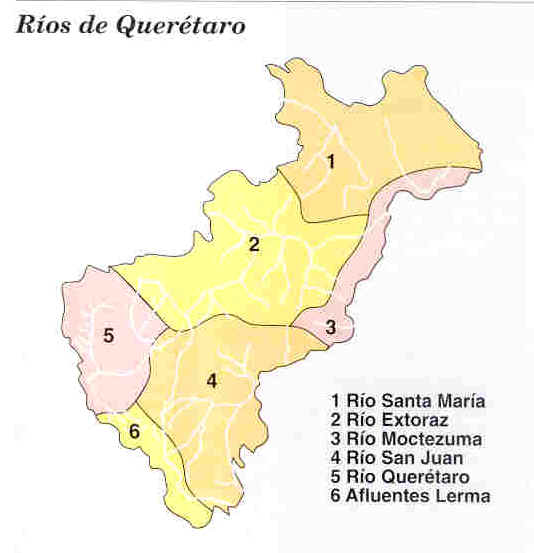 Ríos de Querétaro
1
2
3
5
4
6
1 Río Santa María
2 Río Extoraz
3 Río Moctezuma
4 Río San Juan
5 Río Querétaro
6 Afluentes Lerma